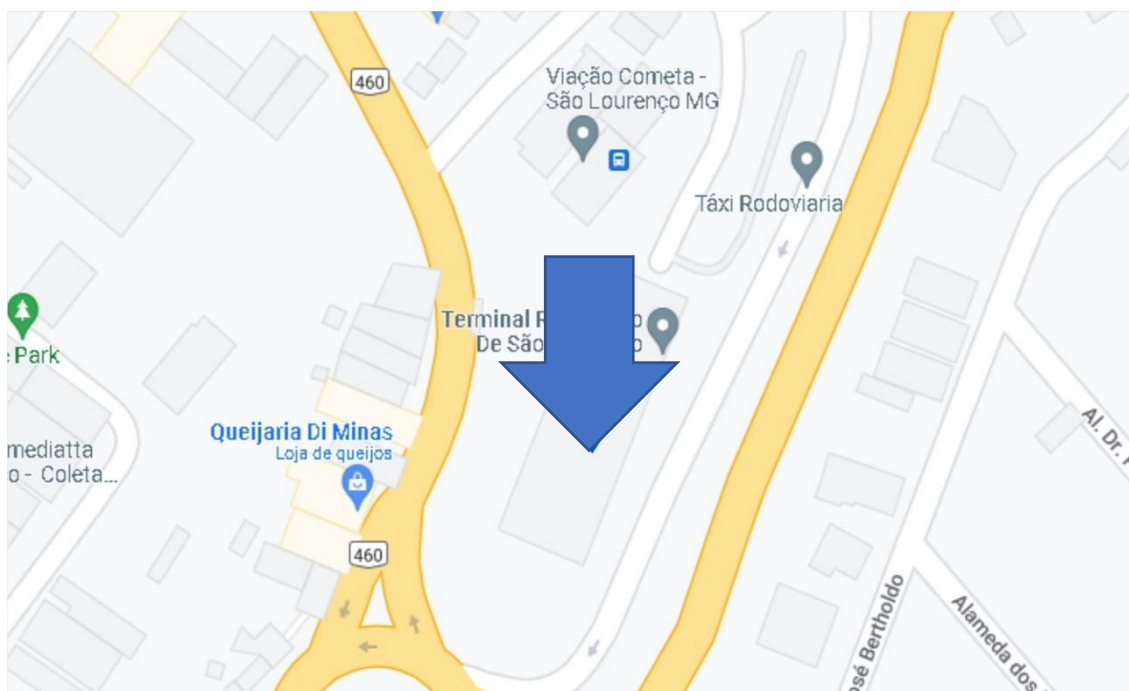 460
Viação Cometa -
São Lourenço MG
Táxi Rodoviaria
Terminal
De São
Park
Queijaria Di Minas
Loja de queijos
mediatta
o - Coleta...
460
Al. Dr.
José Bertholdo
Alameda dos